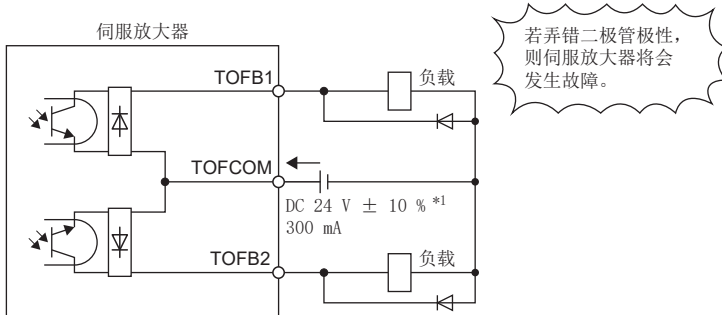 伺服放大器
若弄错二极管极性，
则伺服放大器将会
发生故障。
TOFB1
负载
TOFCOM
DC 24 V ± 10 % *1
300 mA
负载
TOFB2